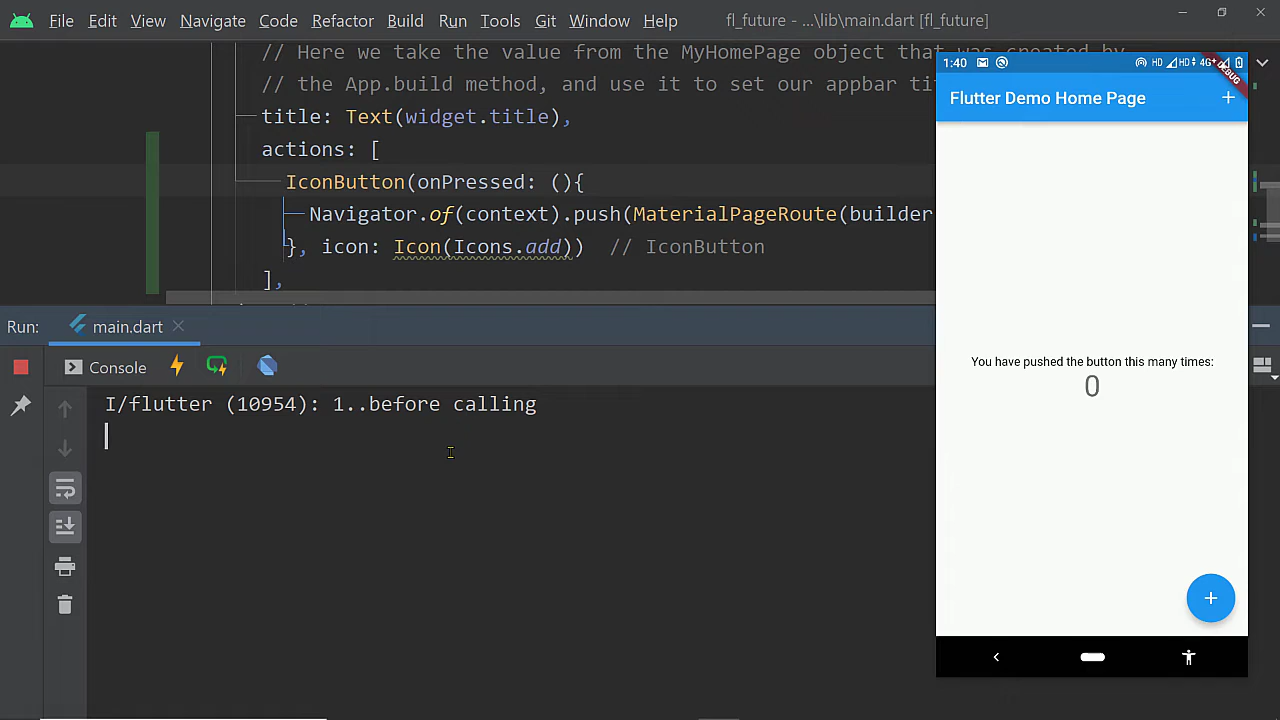 File Edit View Navigate Code Refactor Build Run Tools Git Window Help fl_future - ...\lib\main.dart [fl_future]
// Here we take the value from the MyHomePage object that was created by
// the App.build method, and use it to set our appbar ti
title: Text(widget.title),
actions: [
IconButton(onPressed: (){
Navigator.of(context).push(MaterialPageRoute(builder
}, icon: Icon(Icons.add)) // IconButton
],
Run: main.dart
Console
I/flutter (10954): 1..before calling
1:40 HD HD 4G+
DEBUG
Flutter Demo Home Page
You have pushed the button this many times:
0